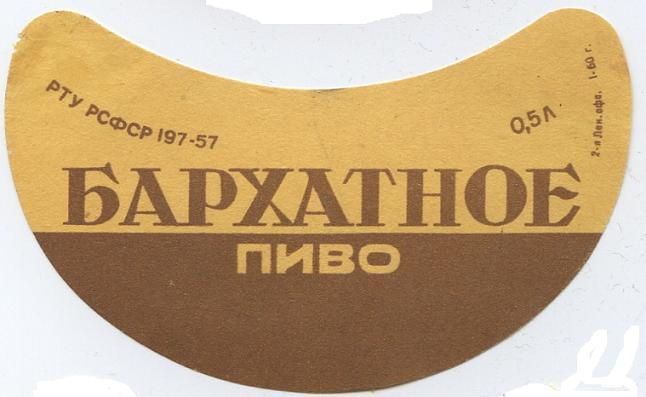 РТУ РСФСР 197-57
0,5Л
2-я Лен. офс. 1-60 г.
БАРХАТНОЕ
ПИВО